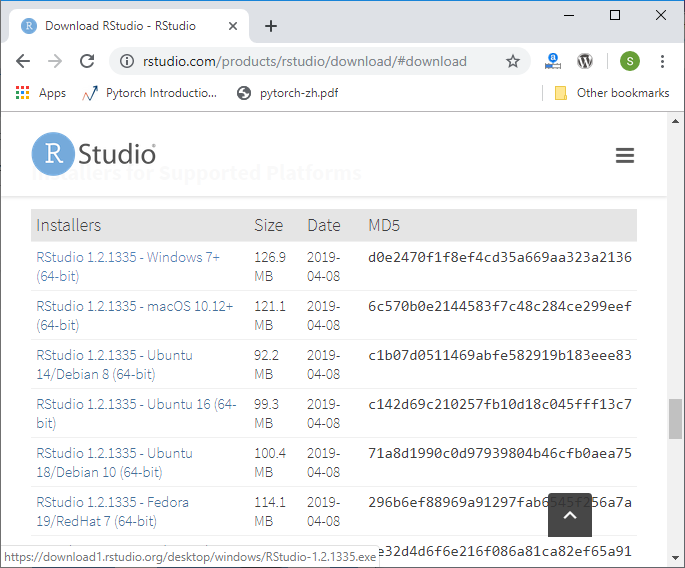 Download RStudio - RStudio
rstudio.com/products/rstudio/download/#download
S
Apps
Pytorch Introductio...
pytorch-zh.pdf
Other bookmarks
R Studio®
Installers for Supported Platforms
Installers Size Date MD5
RStudio 1.2.1335 - Windows 7+ 126.9 2019- d0e2470f1f8ef4cd35a669aa323a2136
(64-bit) MB 04-08
RStudio 1.2.1335 - macOS 10.12+ 121.1 2019- 6c570b0e2144583f7c48c284ce299eef
(64-bit) MB 04-08
RStudio 1.2.1335 - Ubuntu 92.2 2019- c1b07d0511469abfe582919b183eee83
14/Debian 8 (64-bit) MB 04-08
RStudio 1.2.1335 - Ubuntu 16 (64- 99.3 2019- c142d69c210257fb10d18c045fff13c7
bit) MB 04-08
RStudio 1.2.1335 - Ubuntu 100.4 2019- 71a8d1990c0d97939804b46cfb0aea75
18/Debian 10 (64-bit) MB 04-08
RStudio 1.2.1335 - Fedora 114.1 2019- 296b6ef88969a91297fab6545f256a7a
19/RedHat 7 (64-bit) MB 04-08
https://download1.rstudio.org/desktop/windows/RStudio-1.2.1335.exe